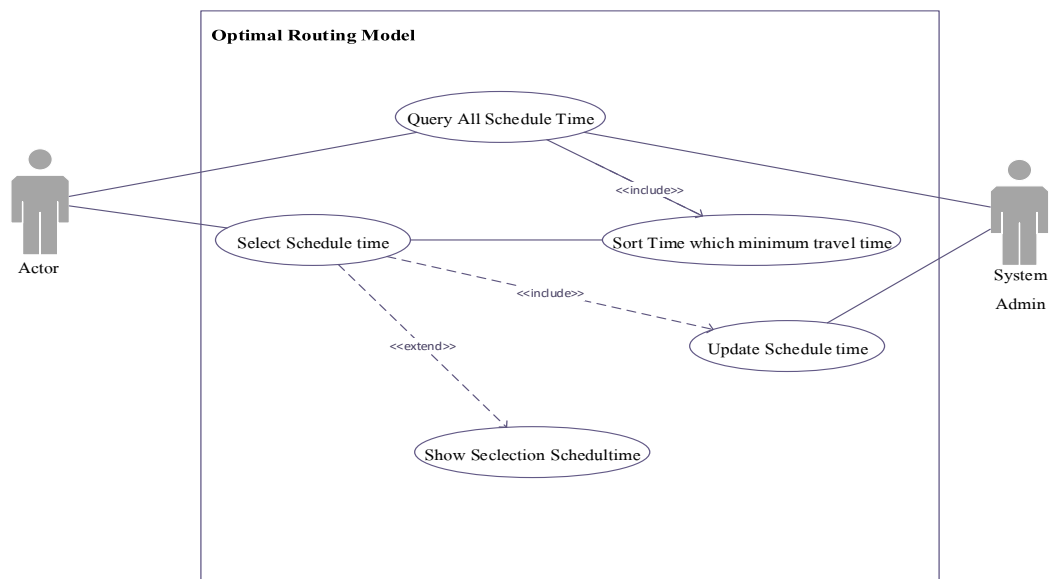 Optimal Routing Model
Query All Schedule Time
<<include>>
Select Schedule time
Sort Time which minimum travel time
Actor
System
Admin
<<include>>
Update Schedule time
<<extend>>
Show Seclection Schedultime